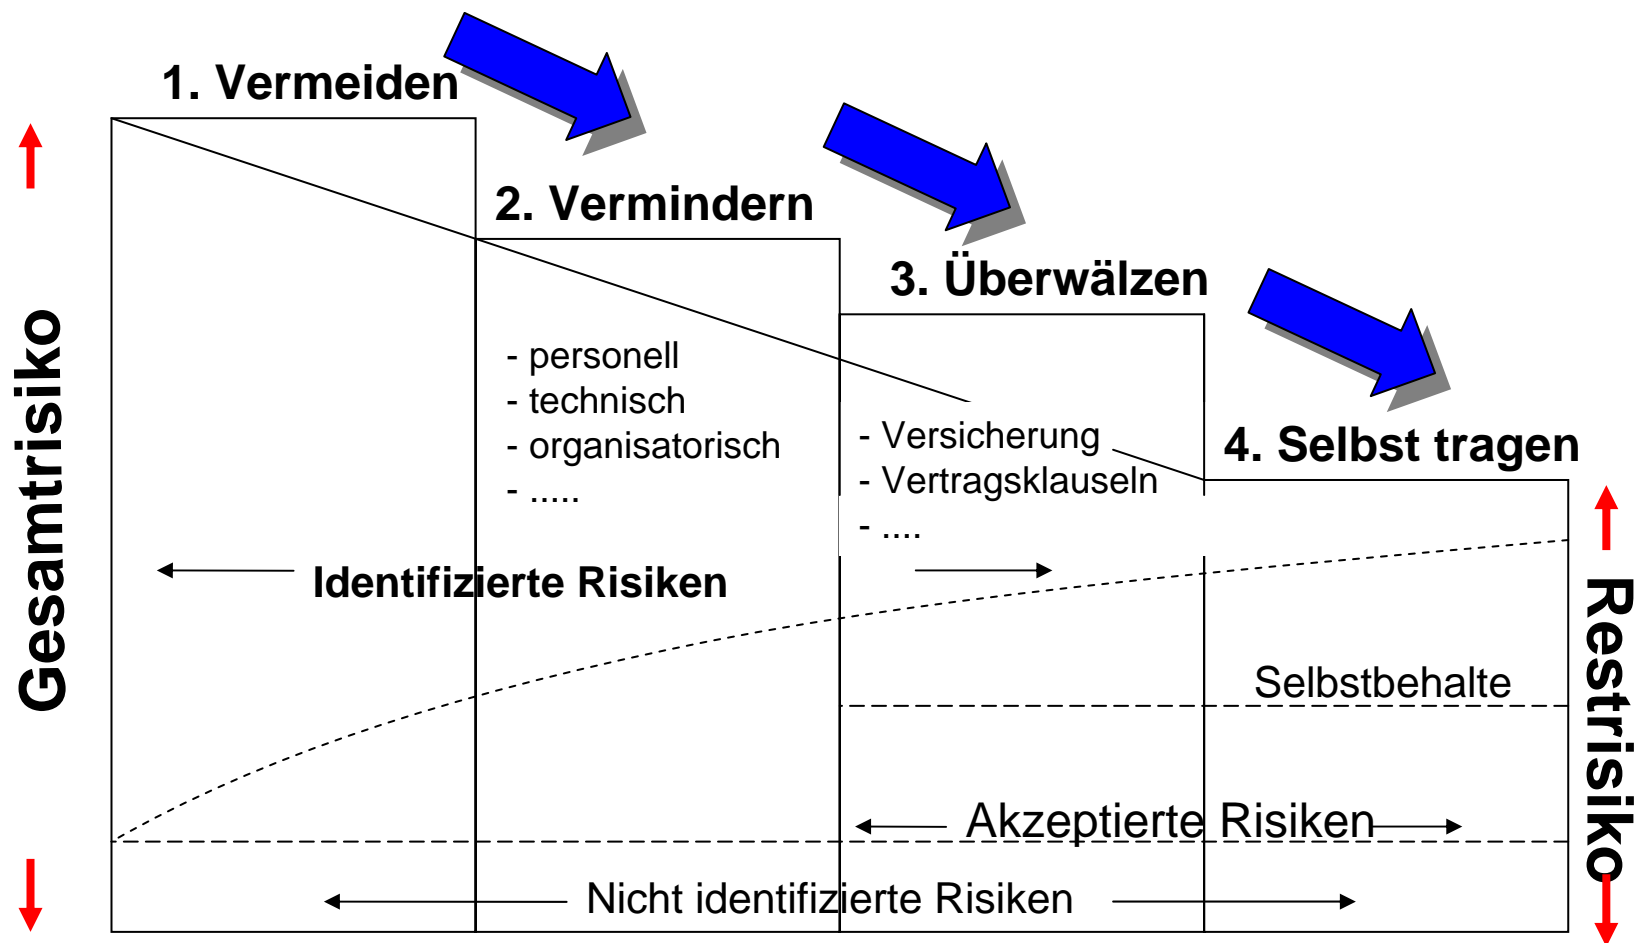 1. Vermeiden
2. Vermindern
3. Überwälzen
4. Selbst tragen
Gesamtrisiko
- personell
- technisch
- organisatorisch
- .....
- Versicherung
- Vertragsklauseln
- ....
Identifizierte Risiken
Selbstbehalte
Akzeptierte Risiken
Nicht identifizierte Risiken
Restrisiko